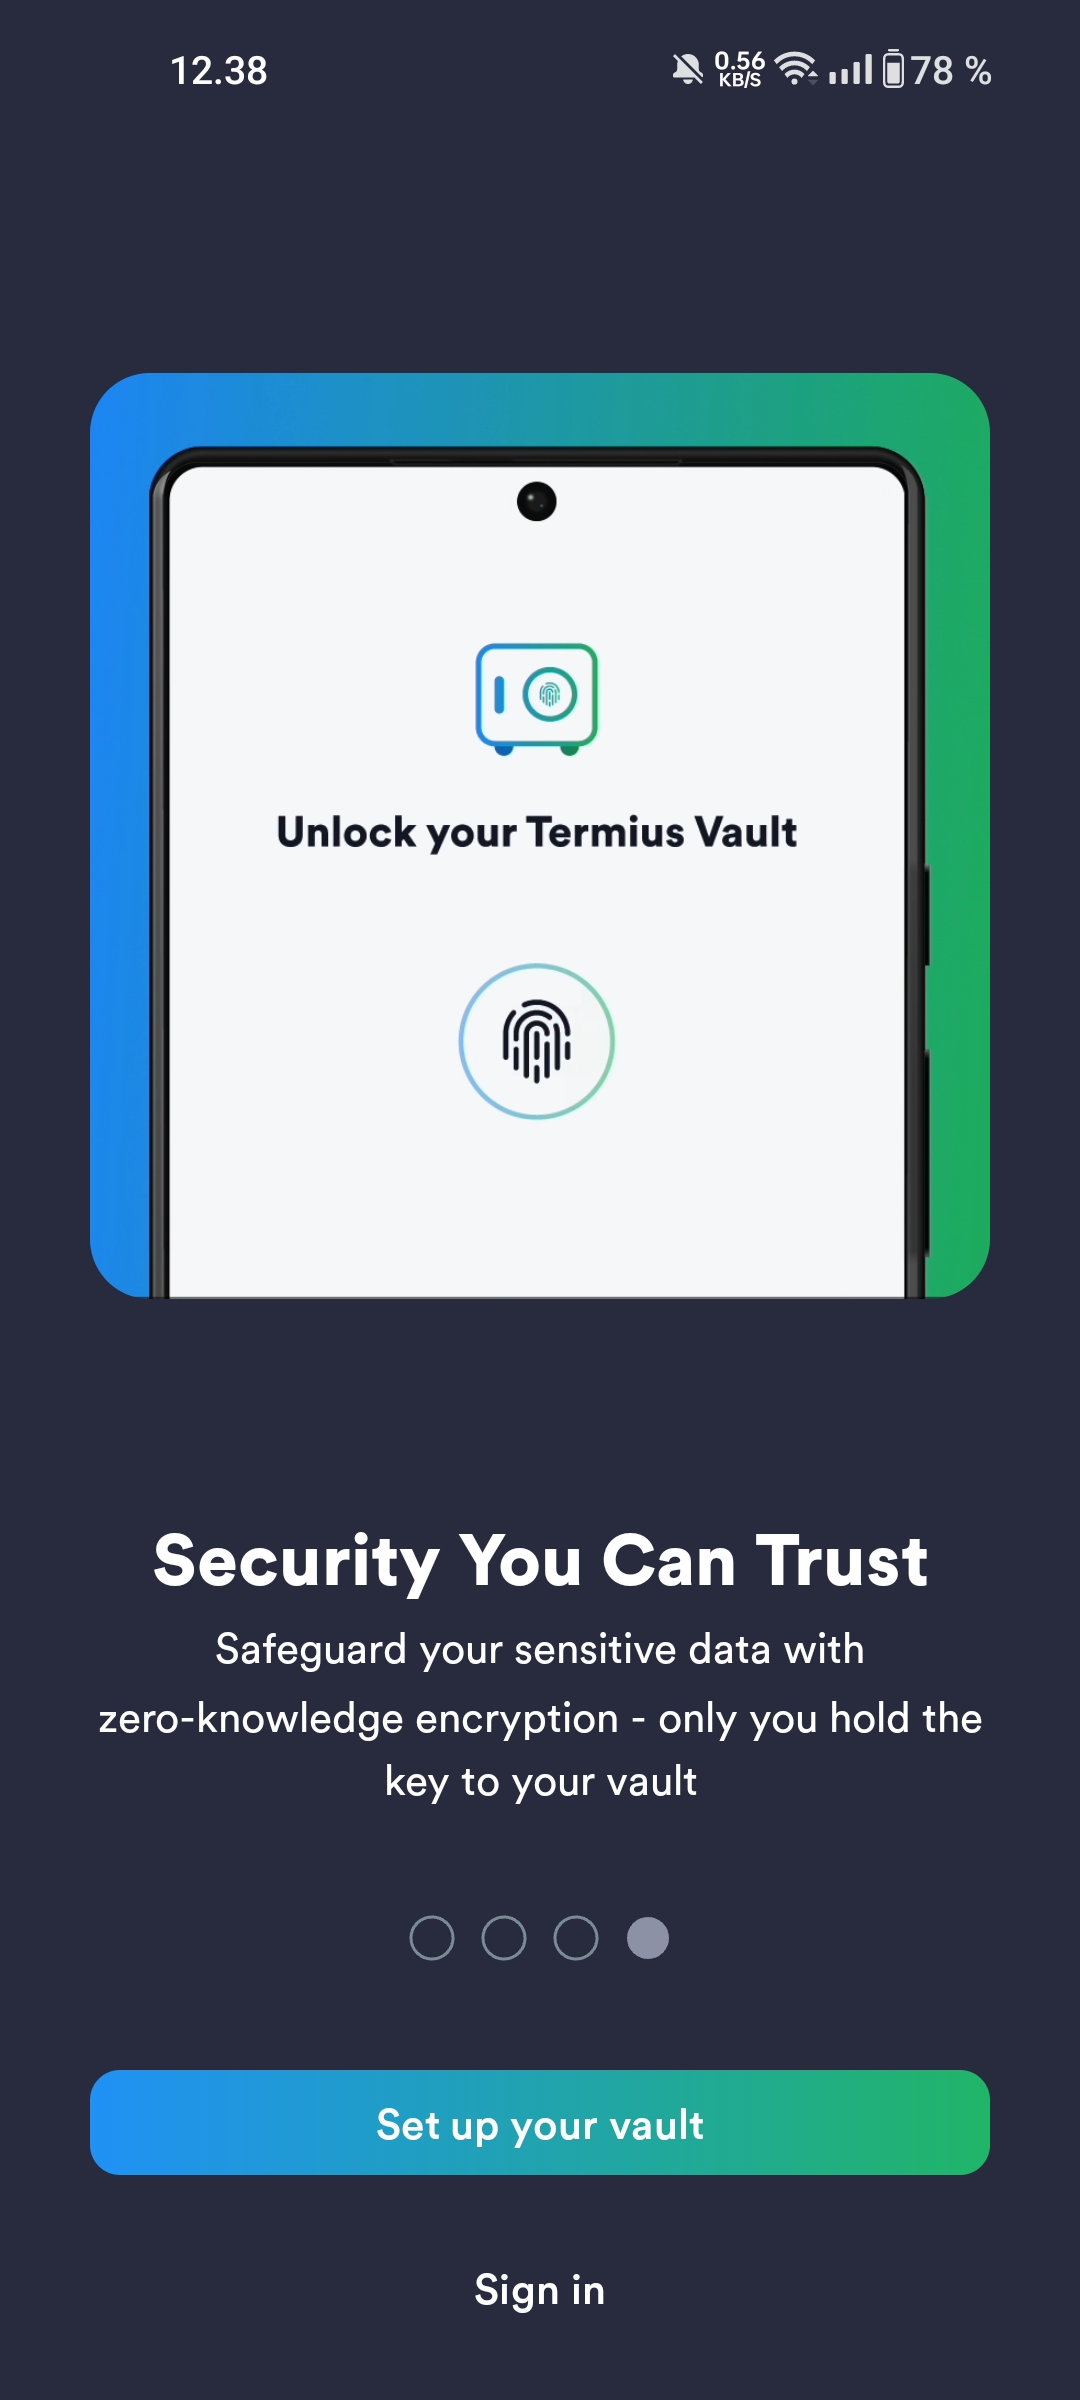 12.38
0.56
KB/S
78 %
Unlock your Termius Vault
Security You Can Trust
Safeguard your sensitive data with
zero-knowledge encryption - only you hold the
key to your vault
Set up your vault
Sign in